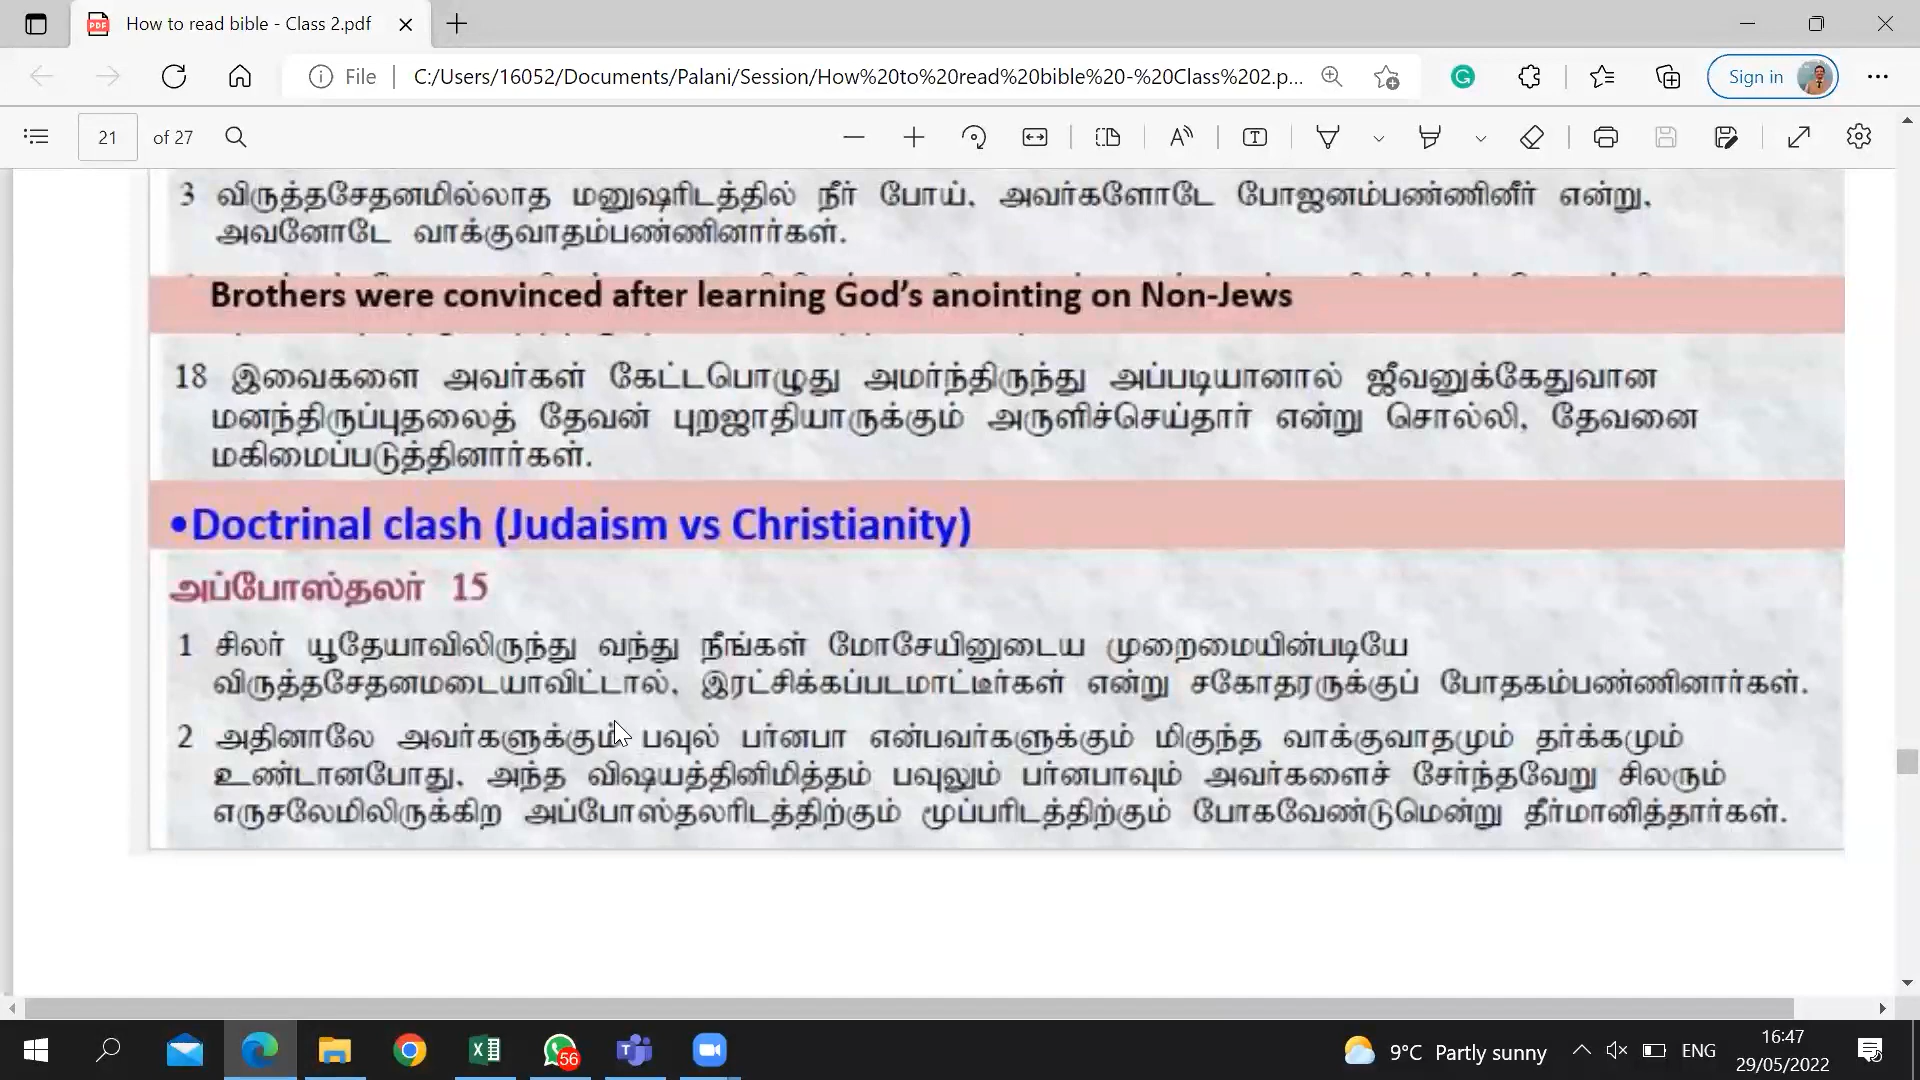 How to read bible - Class 2.pdf
File
C:/Users/16052/Documents/Palani/Session/How%20to%20read%20bible%20-%20Class%202.p...
Sign in
21 of 27
3 விருத்தசேதனமில்லாத மனுஷரிடத்தில் நீர் போய், அவர்களோடே போஜனம்பண்ணினீர் என்று,
அவனோடே வாக்குவாதம்பண்ணினார்கள்.
Brothers were convinced after learning God's anointing on Non-Jews
18 இவைகளை அவர்கள் கேட்டபொழுது அமர்ந்திருந்து அப்படியானால் ஜீவனுக்கேதுவான
மனந்திருப்புதலைத் தேவன் புறஜாதியாருக்கும் அருளிச்செய்தார் என்று சொல்லி, தேவனை
மகிமைப்படுத்தினார்கள்.
•Doctrinal clash (Judaism vs Christianity)
அப்போஸ்தலர் 15
1 சிலர் யூதேயாவிலிருந்து வந்து நீங்கள் மோசேயினுடைய முறைமையின்படியே
விருத்தசேதனமடையாவிட்டால், இரட்சிக்கப்படமாட்டீர்கள் என்று சகோதரருக்குப் போதகம்பண்ணினார்கள்.
2 அதினாலே அவர்களுக்கும் பவுல் பர்னபா என்பவர்களுக்கும் மிகுந்த வாக்குவாதமும் தர்க்கமும்
உண்டானபோது, அந்த விஷயத்தினிமித்தம் பவுலும் பர்னபாவும் அவர்களைச் சேர்ந்தவேறு சிலரும்
எருசலேமிலிருக்கிற அப்போஸ்தலரிடத்திற்கும் மூப்பரிடத்திற்கும் போகவேண்டுமென்று தீர்மானித்தார்கள்.
56
9°C Partly sunny
ENG
16:47
29/05/2022